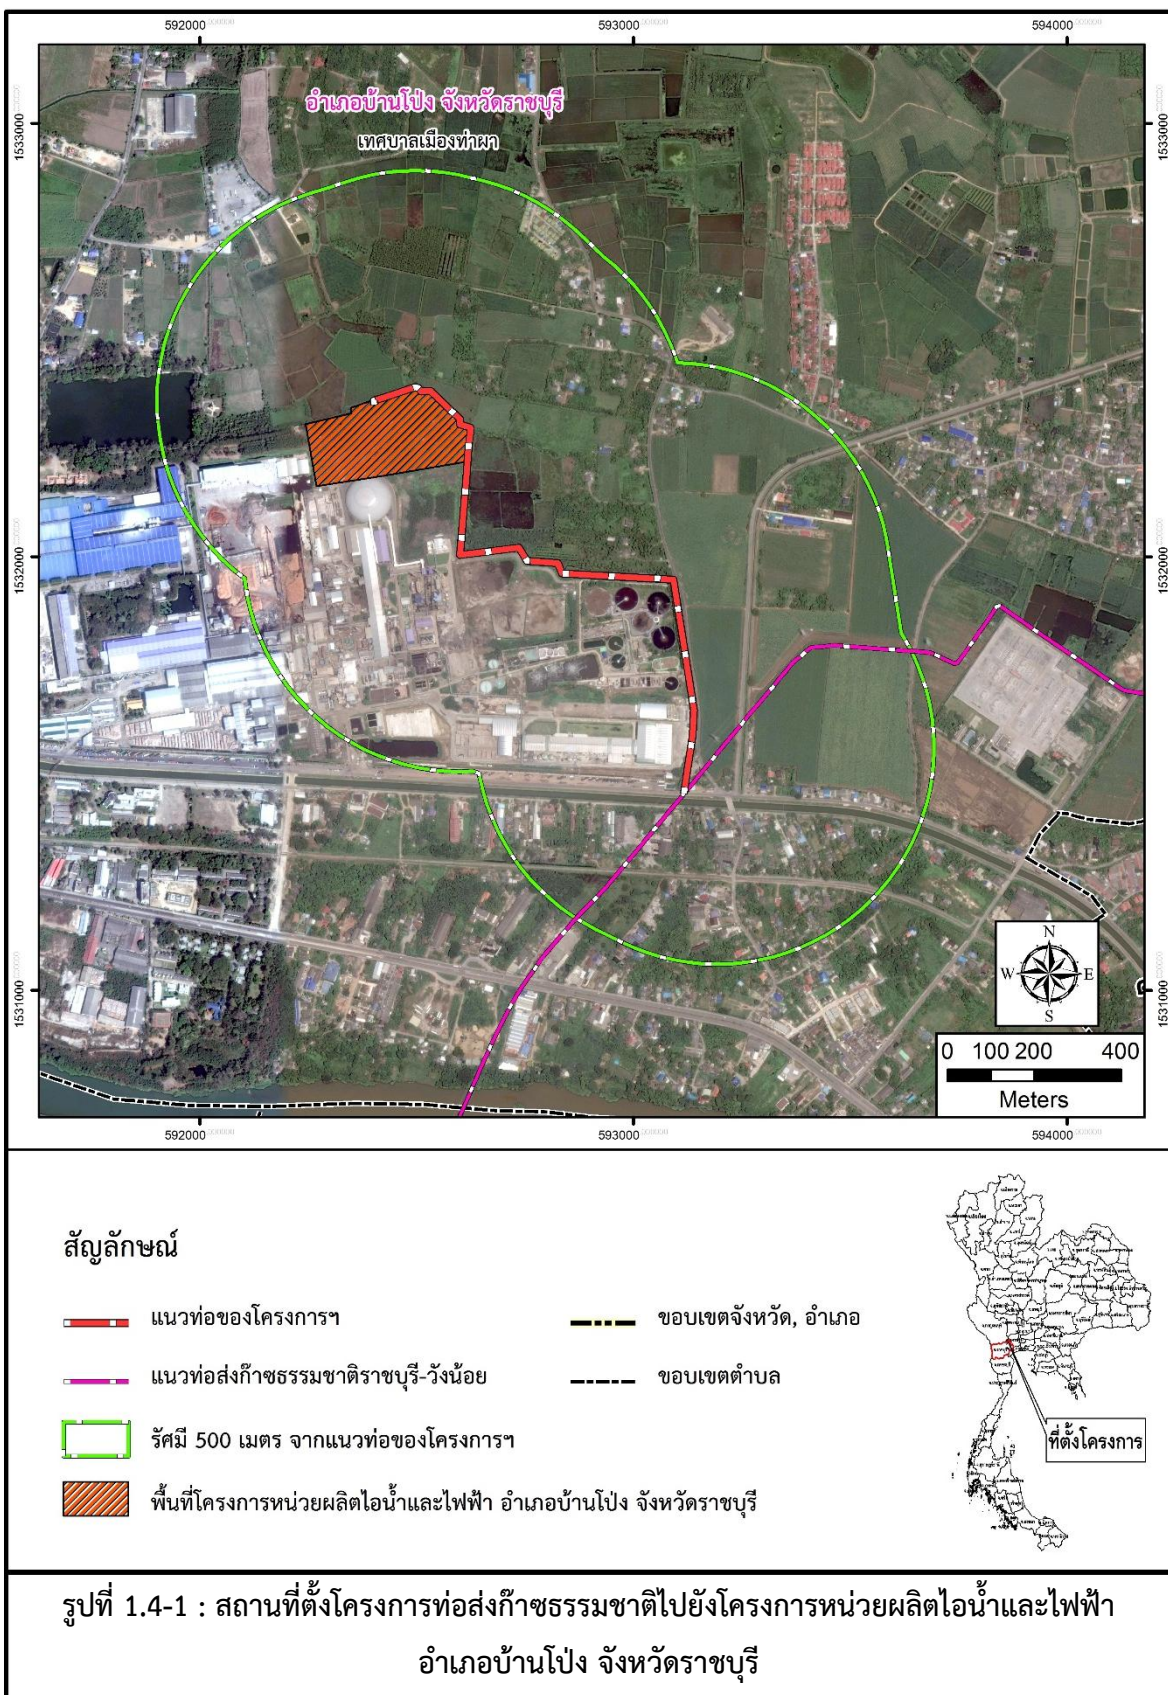 592000 593000 594000
อำเภอบ้านโป่ง จังหวัดราชบุรี
เทศบาลเมืองท่าผา
1533000 1533000
1532000 1532000
1531000 1531000
N
W E
S
0 100 200 400
Meters
592000 593000 594000
สัญลักษณ์
แนวท่อของโครงการฯ
ขอบเขตจังหวัด, อำเภอ
แนวท่อส่งก๊าซธรรมชาติราชบุรี-วังน้อย
ขอบเขตตำบล
รัศมี 500 เมตร จากแนวท่อของโครงการฯ
พื้นที่โครงการหน่วยผลิตไอน้ำและไฟฟ้า อำเภอบ้านโป่ง จังหวัดราชบุรี
ที่ตั้งโครงการ
รูปที่ 1.4-1 : สถานที่ตั้งโครงการท่อส่งก๊าซธรรมชาติไปยังโครงการหน่วยผลิตไอน้ำและไฟฟ้า
อำเภอบ้านโป่ง จังหวัดราชบุรี